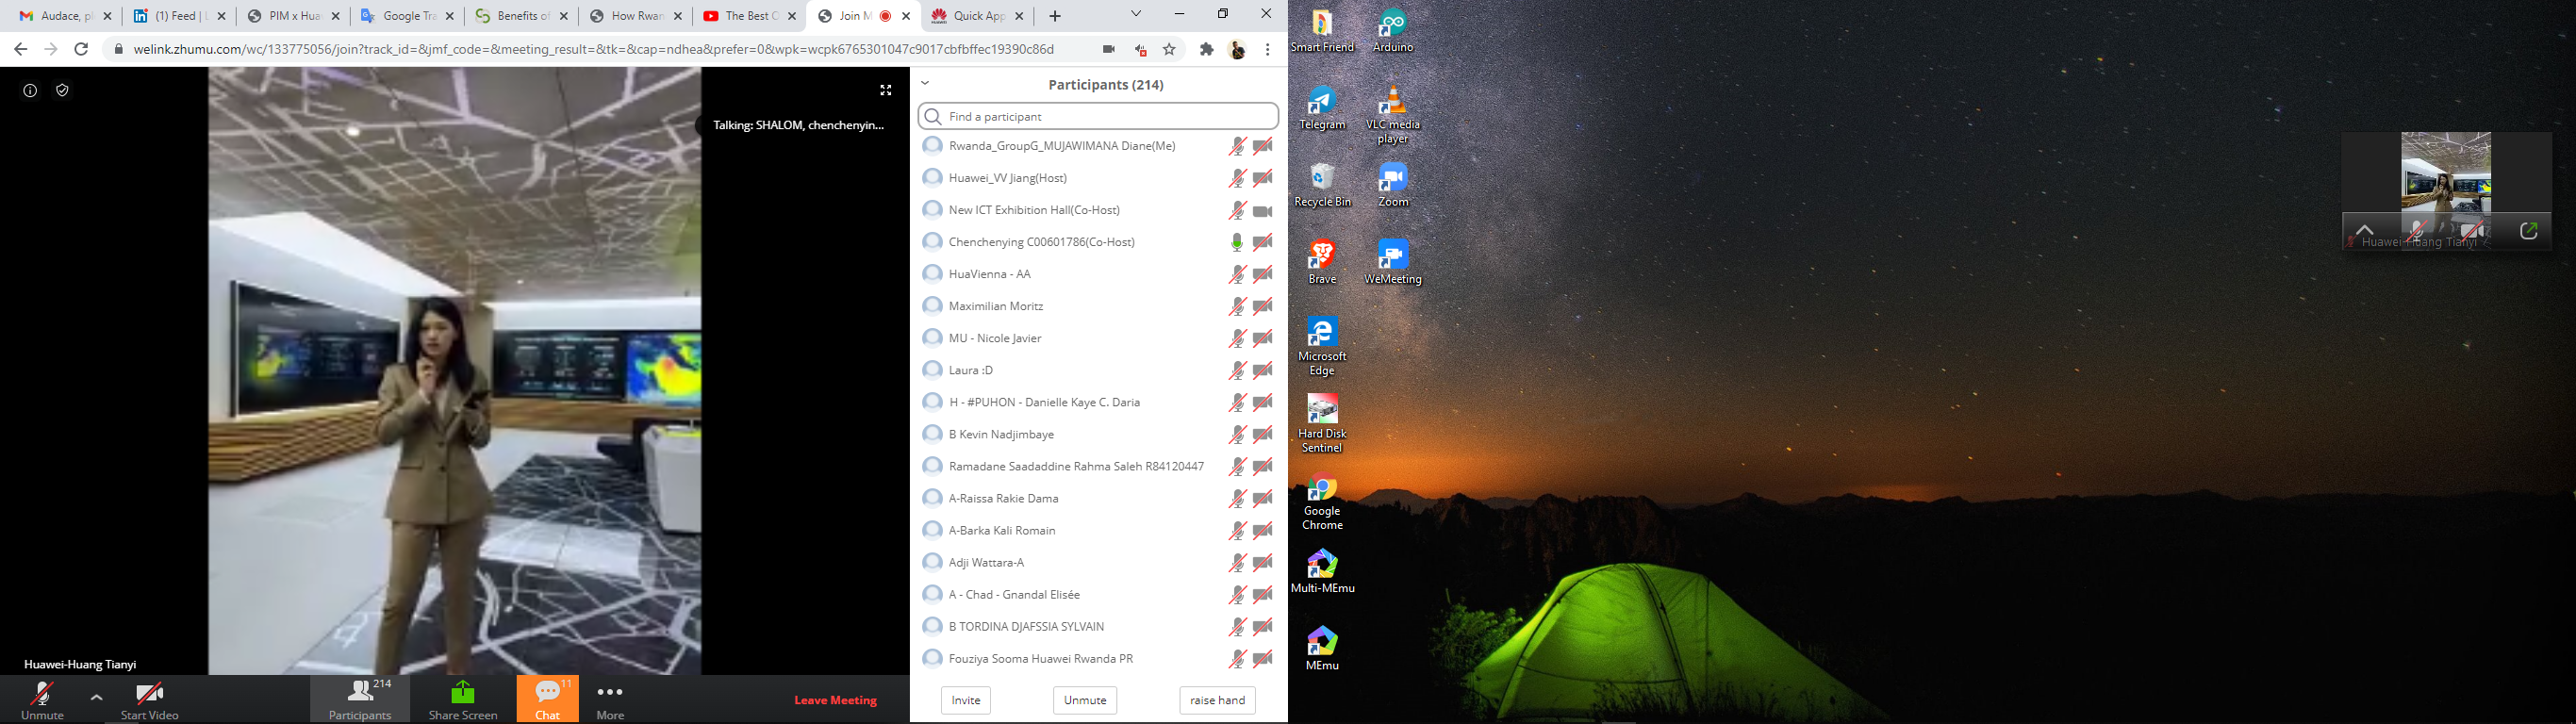 Audace, pl
(1) Feed | L
PIM x Hua
Google Tra
Benefits of
How Rwan
The Best O
Join M
Quick App
welink.zhumu.com/wc/133775056/join?track_id=&jmf_code=&meeting_result=&tk=&cap=ndhea&prefer=0&wpk=wcpk6765301047c9017cbfbffec19390c86d
Talking: SHALOM, chenchenyin...
Huawei-Huang Tianyi
Unmute
Start Video
214
Participants
Share Screen
11
Chat
More
Leave Meeting
Participants (214)
Find a participant
Rwanda_GroupG_MUJAWIMANA Diane(Me)
Huawei_VV Jiang(Host)
New ICT Exhibition Hall(Co-Host)
Chenchenying C00601786(Co-Host)
HuaVienna - AA
Maximilian Moritz
MU - Nicole Javier
Laura :D
H - #PUHON - Danielle Kaye C. Daria
B Kevin Nadjimbaye
Ramadane Saadaddine Rahma Saleh R84120447
A-Raissa Rakie Dama
A-Barka Kali Romain
Adji Wattara-A
A - Chad - Gnandal Elisée
B TORDINA DJAFSSIA SYLVAIN
Fouziya Sooma Huawei Rwanda PR
Invite
Unmute
raise hand
Smart Friend
Arduino
Telegram
VLC media
player
Recycle Bin
Zoom
Brave
WeMeeting
Microsoft
Edge
Hard Disk
Sentinel
Google
Chrome
Multi-MEmu
MEmu
Huawei-Huang Tianyi